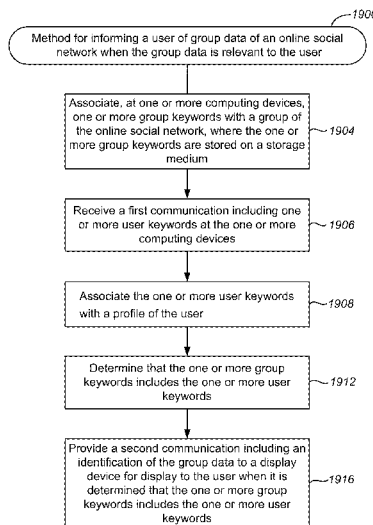 1900
Method for informing a user of group data of an online social
network when the group data is relevant to the user
Associate, at one or more computing devices,
one or more group keywords with a group of
the online social network, where the one or
more group keywords are stored on a storage
medium
1904
Receive a first communication including one
or more user keywords at the one or more
computing devices
1906
Associate the one or more user keywords
with a profile of the user
1908
Determine that the one or more group
keywords includes the one or more user
keywords
1912
Provide a second communication including an
identification of the group data to a display
device for display to the user when it is
determined that the one or more group
keywords includes the one or more user
keywords
1916